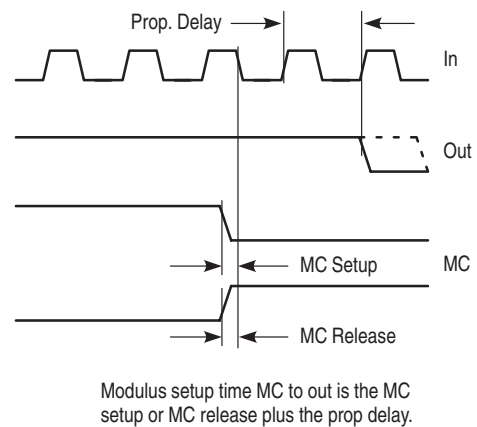 Prop. Delay
In
Out
MC Setup
MC
MC Release
Modulus setup time MC to out is the MC
setup or MC release plus the prop delay.